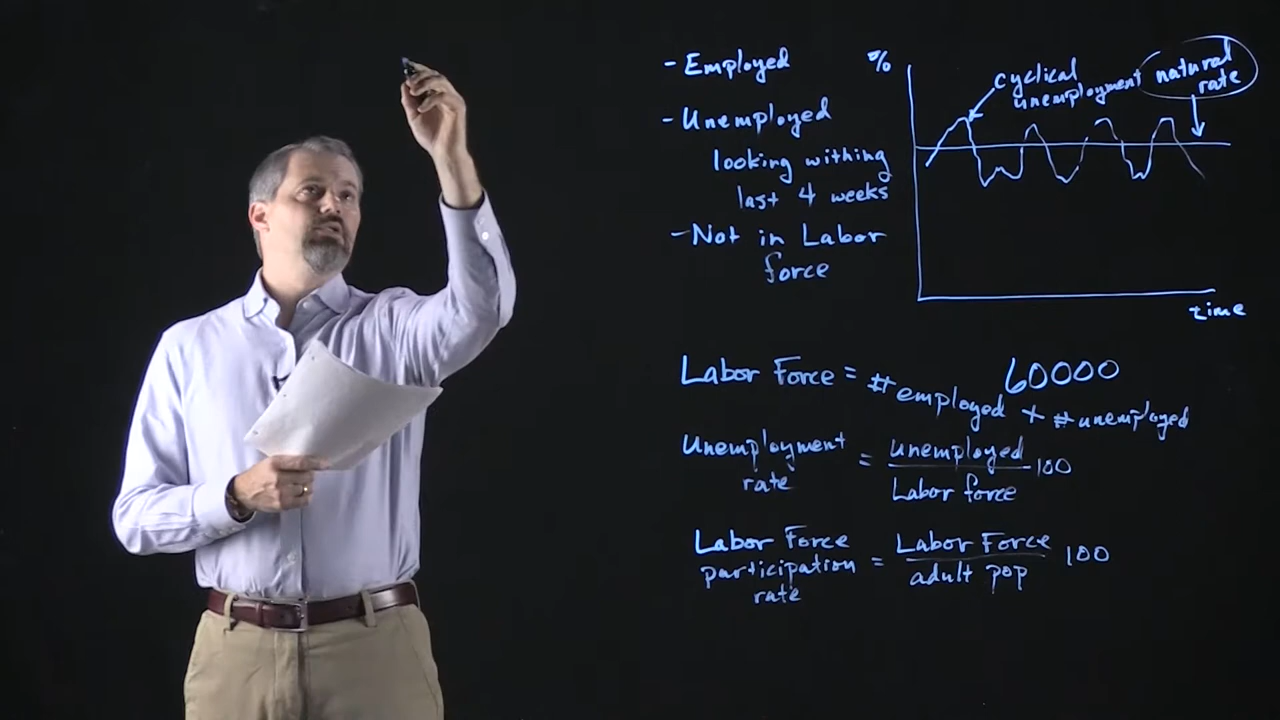 - Employed
- Unemployed
looking withing
last 4 weeks
- Not in Labor
force
%
cyclical
unemployment
natural
rate
time
Labor Force = # employed + # unemployed
60000
Unemployment
rate
= unemployed
Labor force
100
Labor Force
participation
rate
= Labor Force
adult pop
100